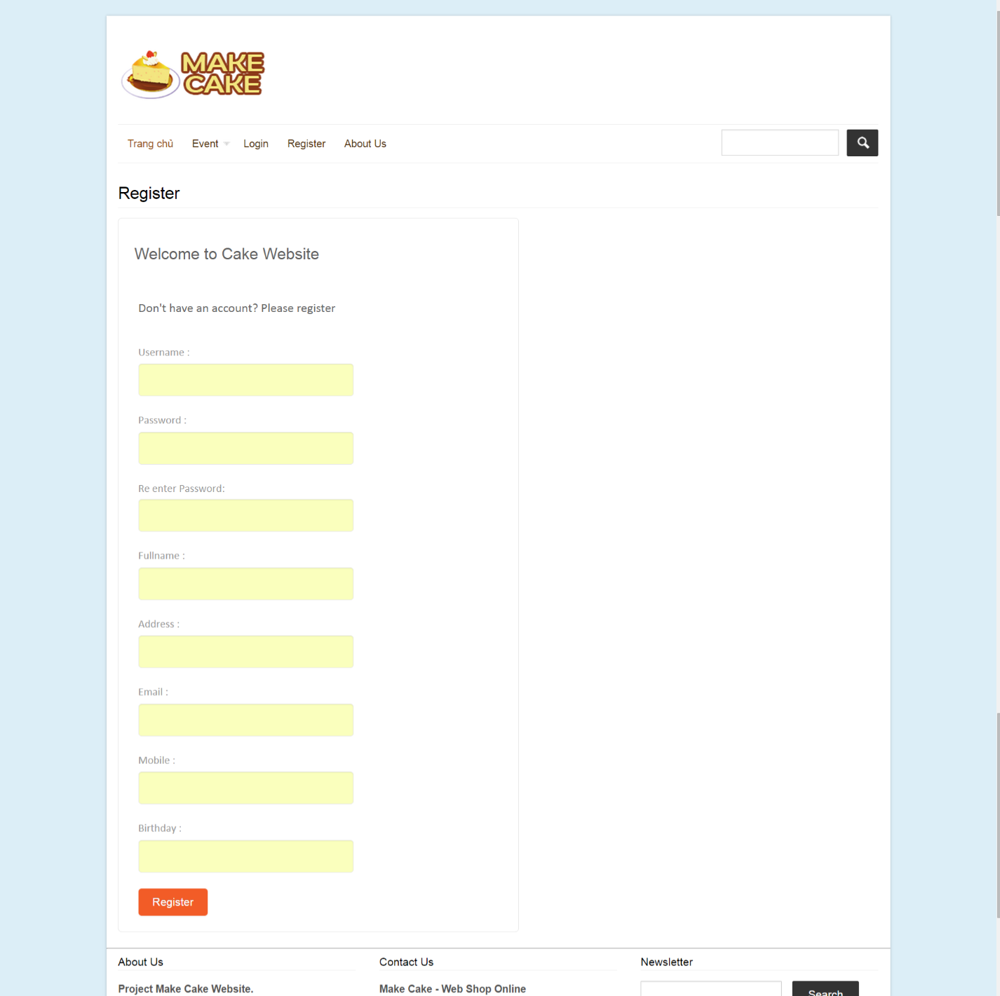 MAKE
CAKE
Trang chủ Event Login Register About Us
Register
Welcome to Cake Website
Don't have an account? Please register
Username :
Password :
Re enter Password:
Fullname :
Address :
Email :
Mobile :
Birthday :
Register
About Us Contact Us Newsletter
Project Make Cake Website. Make Cake - Web Shop Online Search